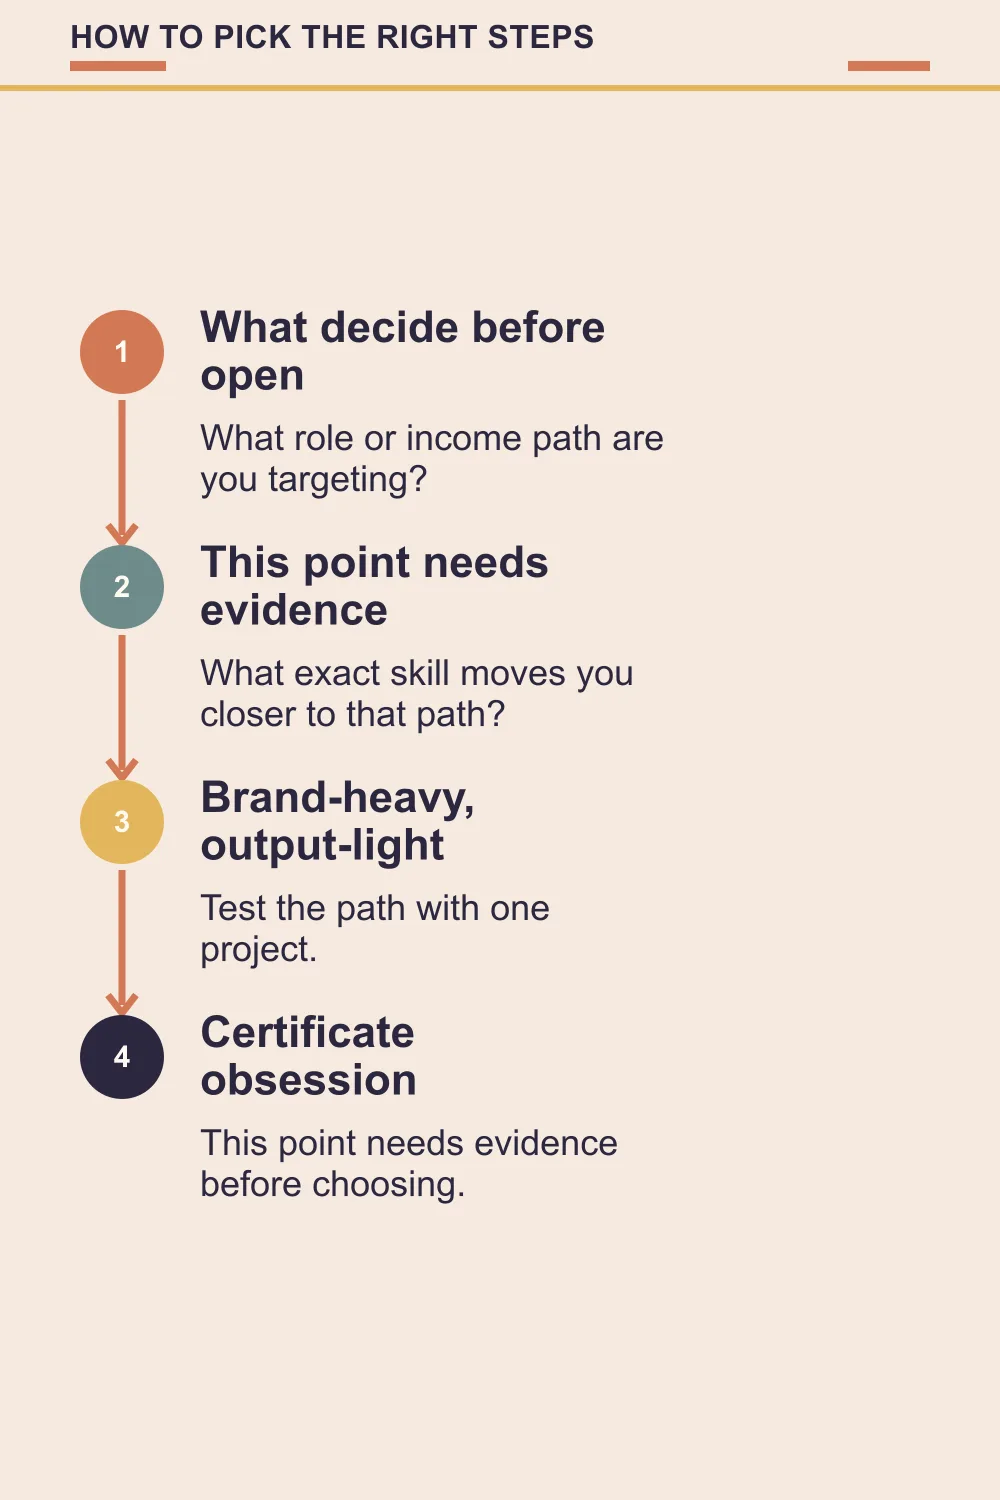 HOW TO PICK THE RIGHT STEPS
1
What decide before
open
What role or income path are
you targeting?
2
This point needs
evidence
What exact skill moves you
closer to that path?
3
Brand-heavy,
output-light
Test the path with one
project.
4
Certificate
obsession
This point needs evidence
before choosing.